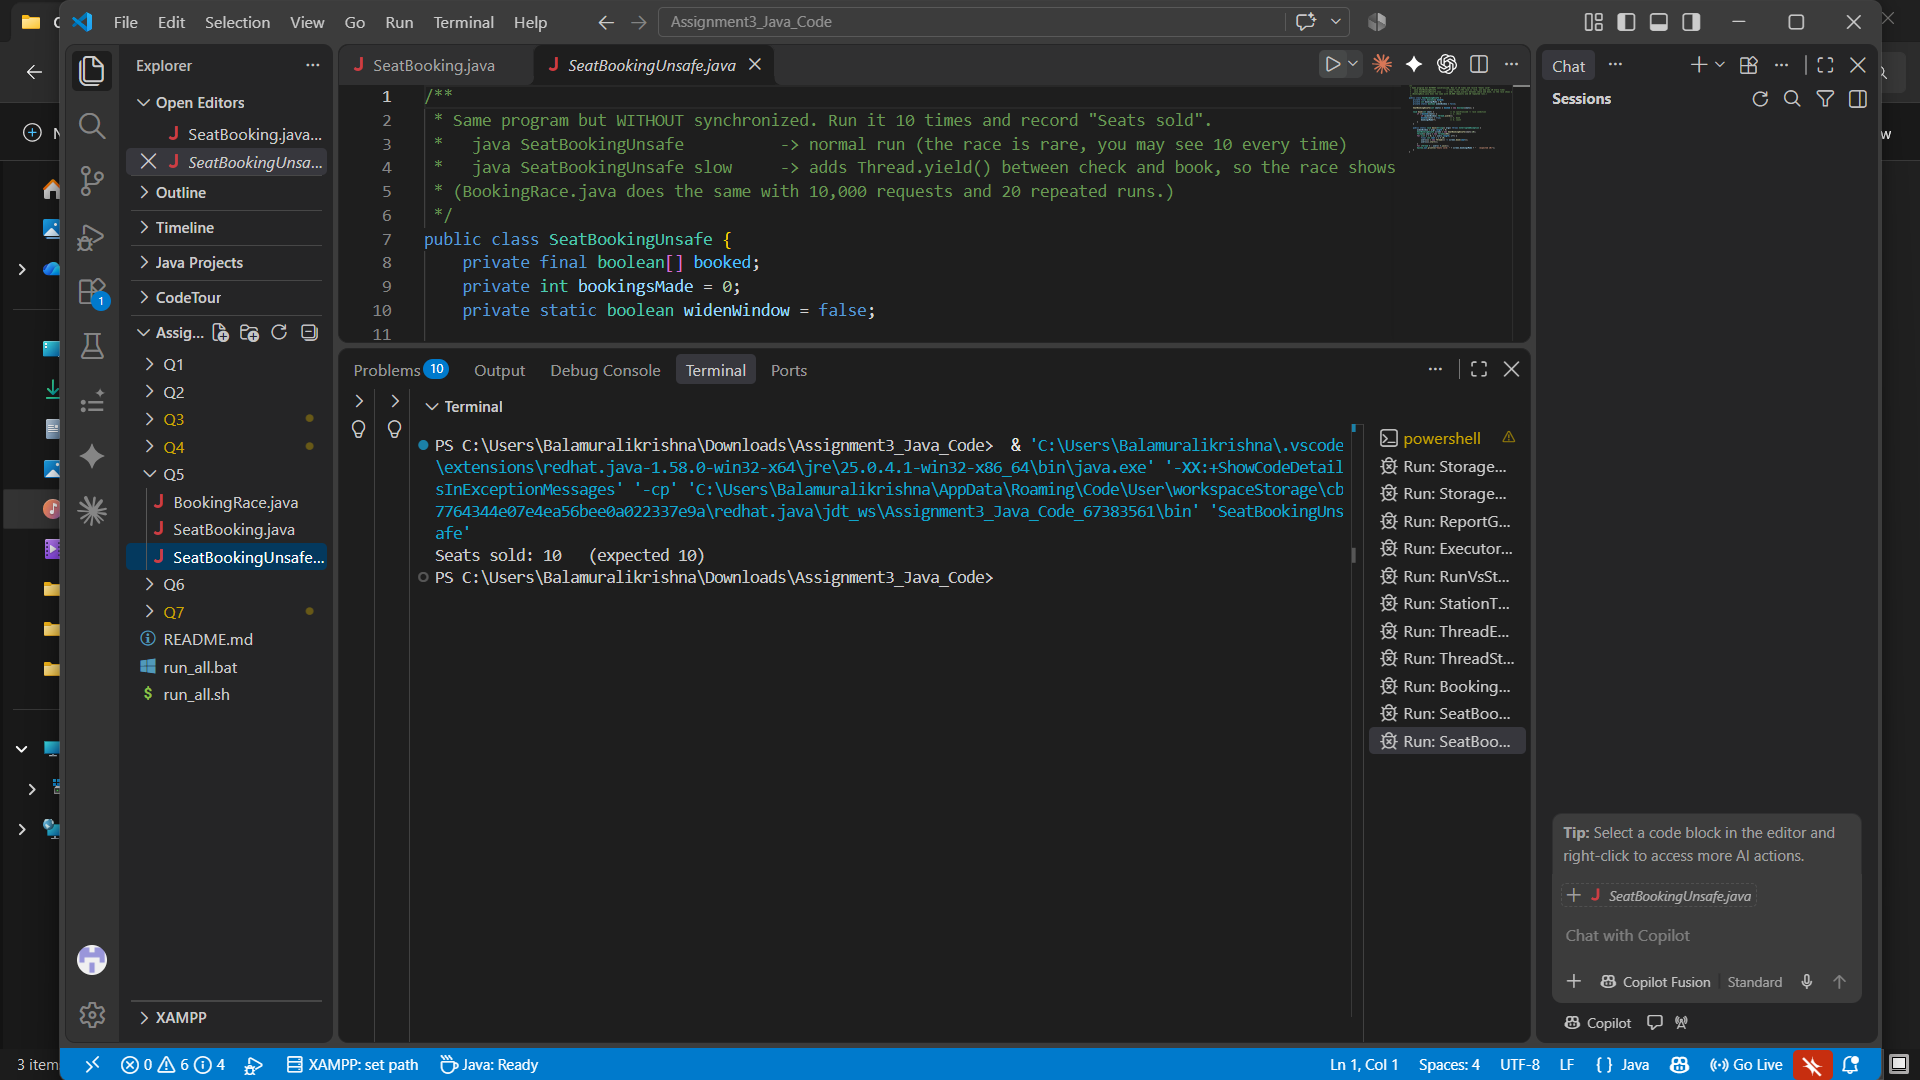 File Edit Selection View Go Run Terminal Help
Assignment3_Java_Code
Explorer
Open Editors
SeatBooking.java...
SeatBookingUnsa...
Outline
Timeline
Java Projects
CodeTour
Assig...
Q1
Q2
Q3
Q4
Q5
BookingRace.java
SeatBooking.java
SeatBookingUnsafe...
Q6
Q7
README.md
run_all.bat
run_all.sh
XAMPP
1
SeatBooking.java
SeatBookingUnsafe.java
1 /**
2 * Same program but WITHOUT synchronized. Run it 10 times and record "Seats sold".
3 *   java SeatBookingUnsafe          -> normal run (the race is rare, you may see 10 every time)
4 *   java SeatBookingUnsafe slow     -> adds Thread.yield() between check and book, so the race shows
5 * (BookingRace.java does the same with 10,000 requests and 20 repeated runs.)
6 */
7 public class SeatBookingUnsafe {
8     private final boolean[] booked;
9     private int bookingsMade = 0;
10     private static boolean widenWindow = false;
11
Problems 10 Output Debug Console Terminal Ports
Terminal
PS C:\Users\Balamuralikrishna\Downloads\Assignment3_Java_Code>  & 'C:\Users\Balamuralikrishna\.vscode
\extensions\redhat.java-1.58.0-win32-x64\jre\25.0.4.1-win32-x86_64\bin\java.exe' '-XX:+ShowCodeDetail
sInExceptionMessages' '-cp' 'C:\Users\Balamuralikrishna\AppData\Roaming\Code\User\workspaceStorage\cb
7764344e07e4ea56bee0a022337e9a\redhat.java\jdt_ws\Assignment3_Java_Code_67383561\bin' 'SeatBookingUns
afe'
Seats sold: 10   (expected 10)
PS C:\Users\Balamuralikrishna\Downloads\Assignment3_Java_Code>
powershell
Run: Storage...
Run: Storage...
Run: ReportG...
Run: Executor...
Run: RunVsSt...
Run: StationT...
Run: ThreadE...
Run: ThreadSt...
Run: Booking...
Run: SeatBoo...
Run: SeatBoo...
Chat
Sessions
Tip: Select a code block in the editor and
right-click to access more AI actions.
SeatBookingUnsafe.java
Chat with Copilot
Copilot Fusion Standard
Copilot
3 item
0 6 4 XAMPP: set path Java: Ready
Ln 1, Col 1 Spaces: 4 UTF-8 LF {} Java Go Live